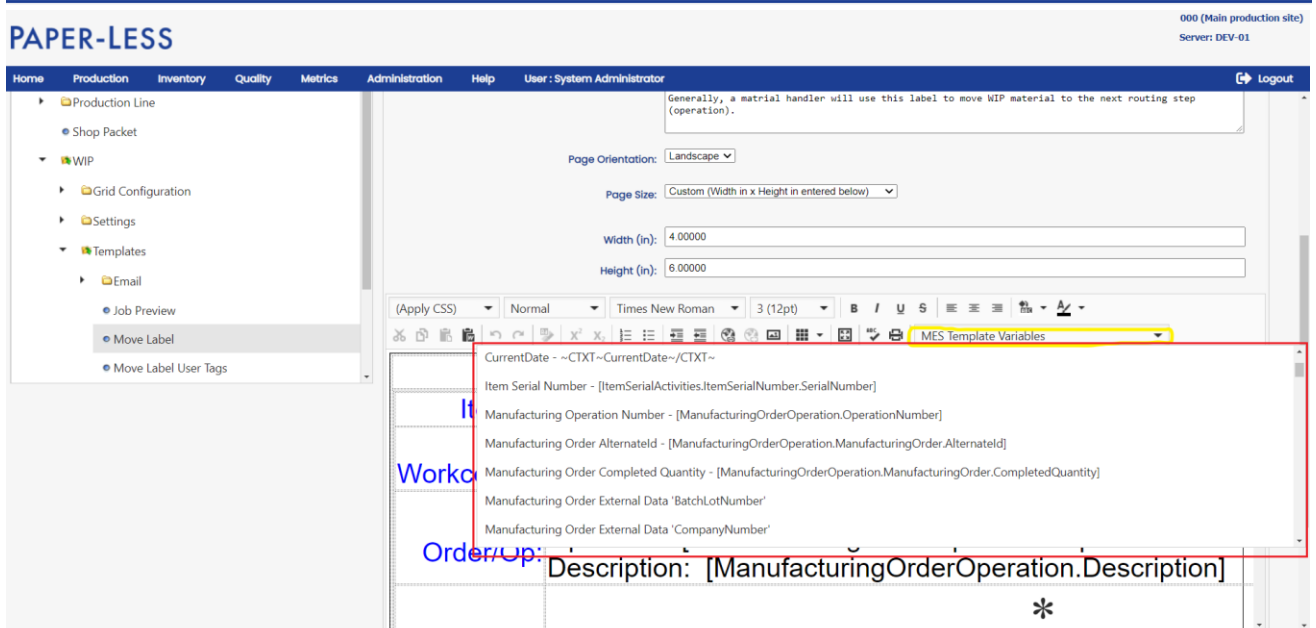 000 (Main production site)
PAPER-LESS
Server: DEV-01
Home Production Inventory Quality Metrics Administration Help User : System Administrator Logout
Production Line
Shop Packet
WIP
Grid Configuration
Settings
Templates
Email
Job Preview
Move Label
Move Label User Tags
Generally, a matrial handler will use this label to move WIP material to the next routing step
(operation).
Page Orientation: Landscape
Page Size: Custom (Width in x Height in entered below)
Width (in): 4.00000
Height (in): 6.00000
(Apply CSS) Normal Times New Roman 3 (12pt) B I U S
MES Template Variables
CurrentDate - ~CTXT~CurrentDate~/CTXT~
Item Serial Number - [ItemSerialActivities.ItemSerialNumber.SerialNumber]
Manufacturing Operation Number - [ManufacturingOrderOperation.OperationNumber]
Manufacturing Order AlternateId - [ManufacturingOrderOperation.ManufacturingOrder.AlternateId]
Manufacturing Order Completed Quantity - [ManufacturingOrderOperation.ManufacturingOrder.CompletedQuantity]
Manufacturing Order External Data 'BatchLotNumber'
Manufacturing Order External Data 'CompanyNumber'
Order/Op:
Description: [ManufacturingOrderOperation.Description]
*